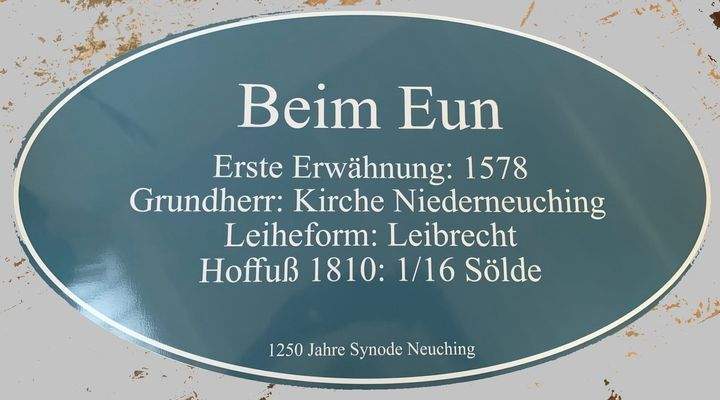 Beim Eun
Erste Erwähnung: 1578
Grundherr: Kirche Niederneuching
Leiheform: Leibrecht
Hoffuß 1810: 1/16 Sölde
1250 Jahre Synode Neuching